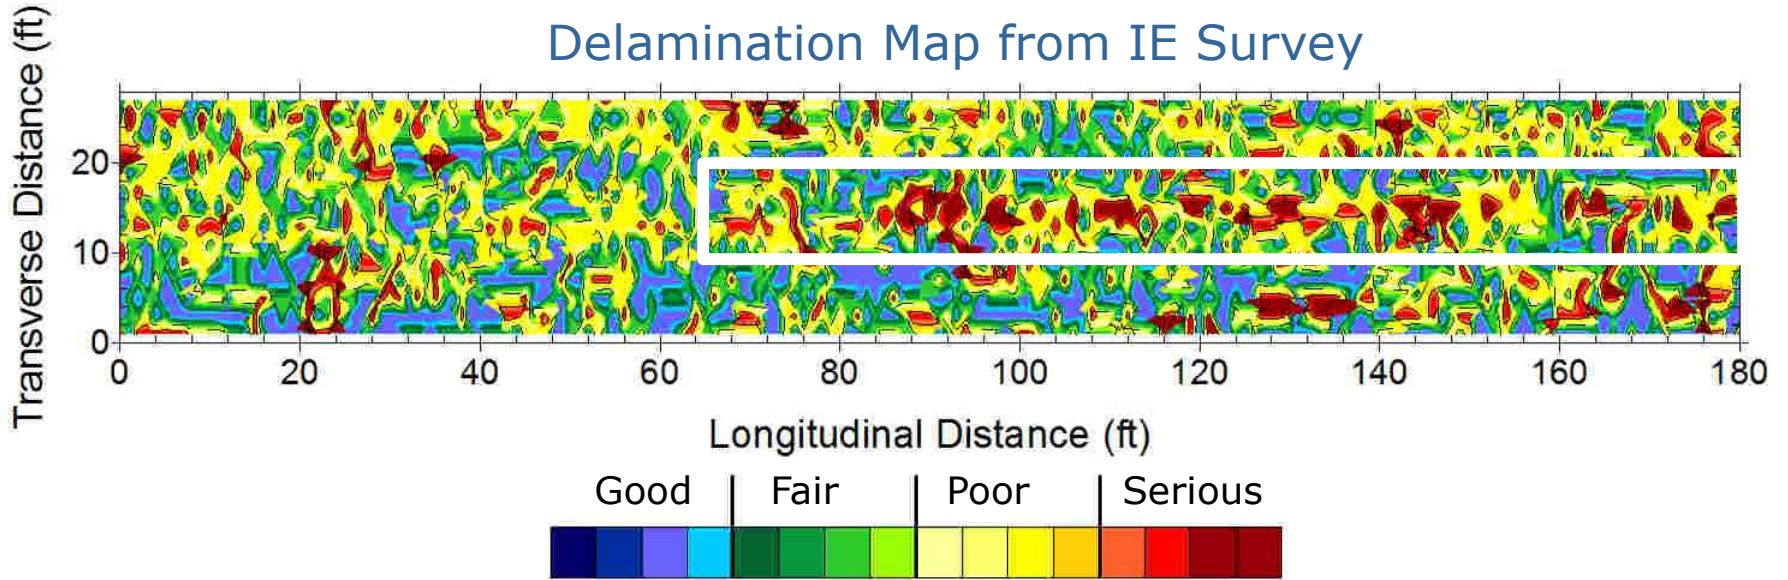 Delamination Map from IE Survey
Transverse Distance (ft)
20
10
0
0 20 40 60 80 100 120 140 160 180
Longitudinal Distance (ft)
Good Fair Poor Serious